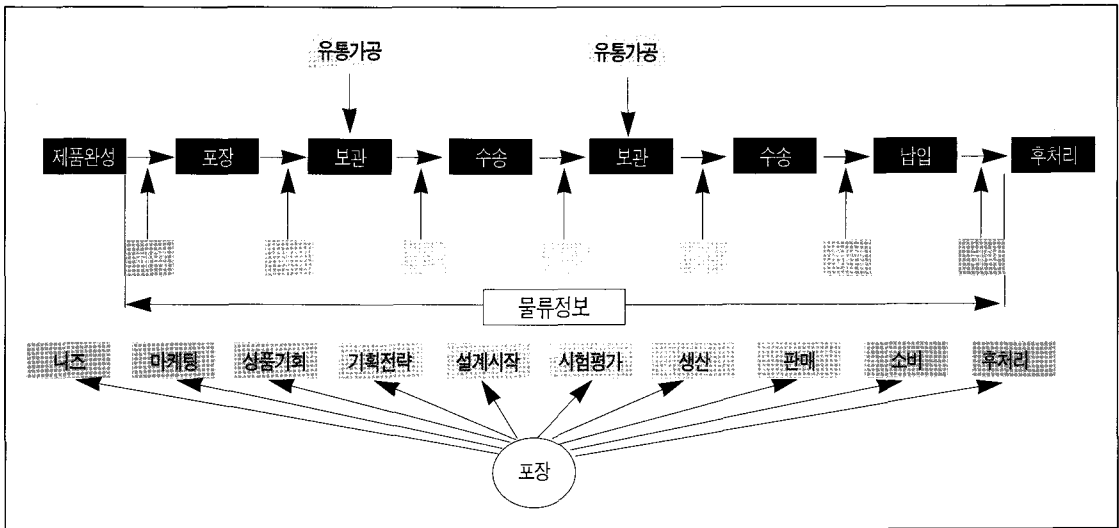 유통가공 유통가공
제품완성 포장 보관 수송 보관 수송 납입 후처리
물류정보
니즈 마케팅 상품기회 기획전략 설계시작 시험평가 생산 판매 소비 후처리
포장